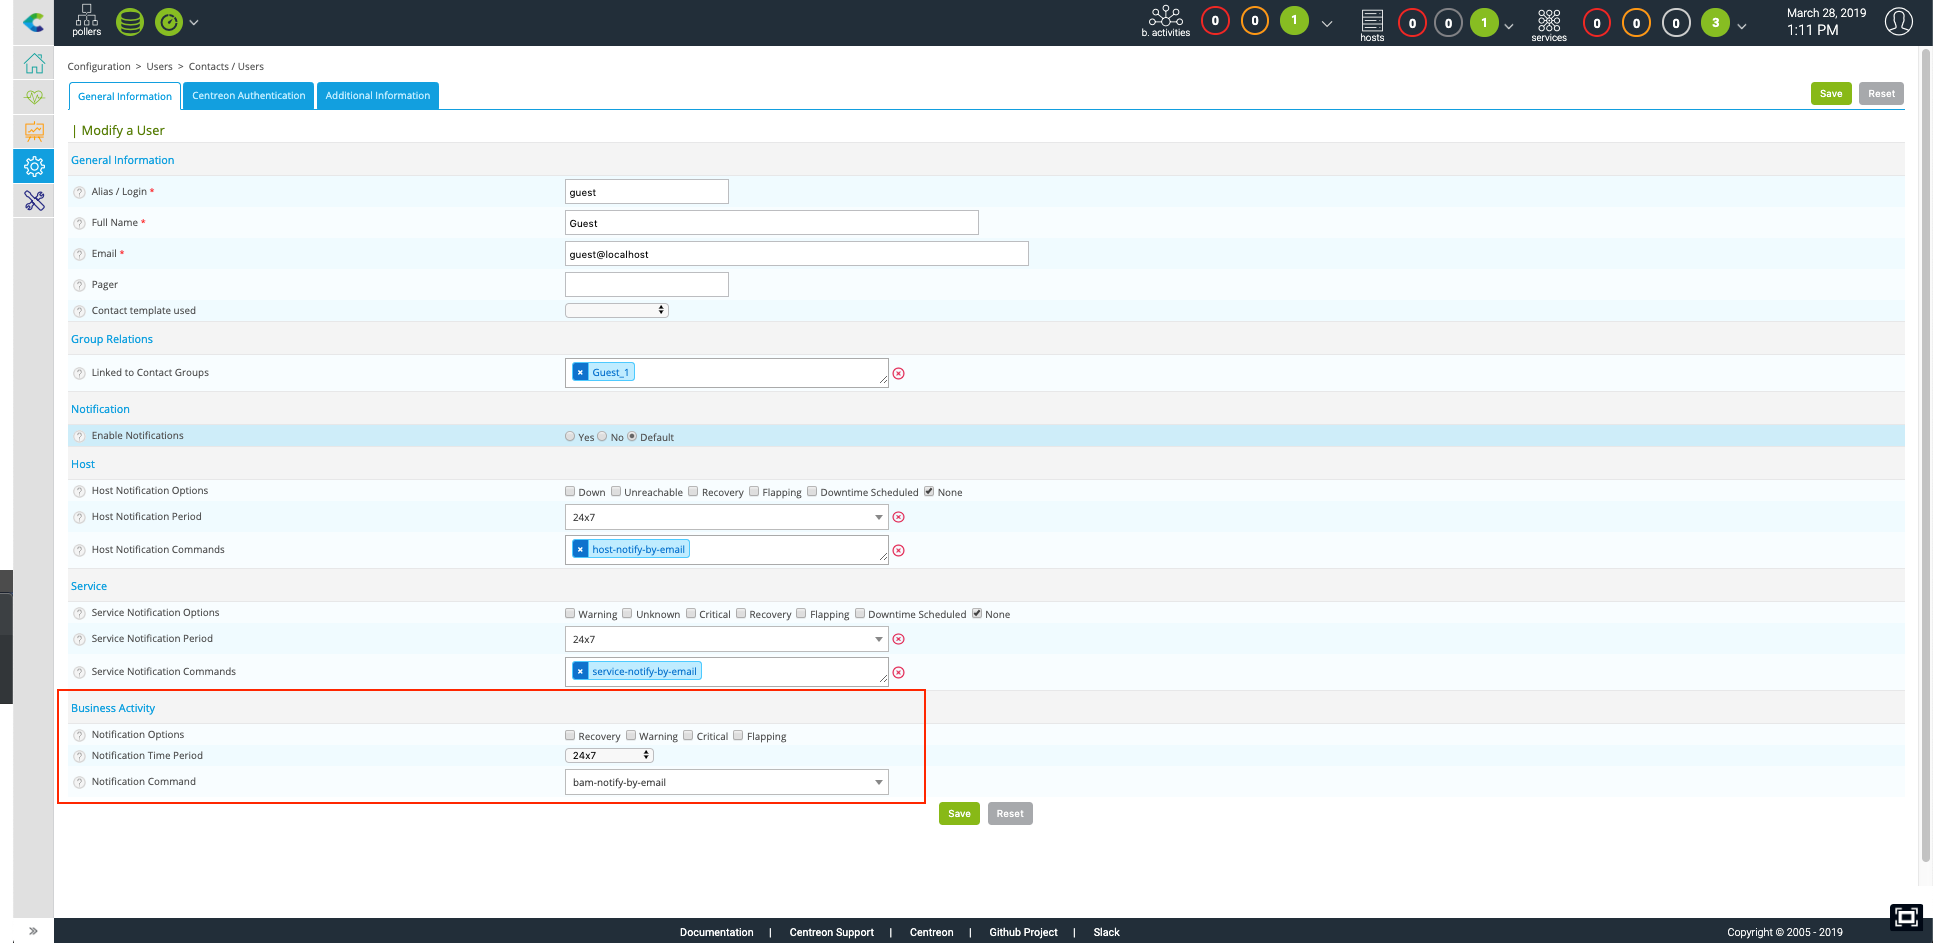 pollers
b. activities 0 0 1
hosts 0 0 1
services 0 0 0 3
March 28, 2019
1:11 PM
Configuration > Users > Contacts / Users
General Information Centreon Authentication Additional Information
Save Reset
| Modify a User
General Information
? Alias / Login * guest
? Full Name * Guest
? Email * guest@localhost
? Pager
? Contact template used
Group Relations
? Linked to Contact Groups × Guest_1
Notification
? Enable Notifications Yes No Default
Host
? Host Notification Options Down Unreachable Recovery Flapping Downtime Scheduled None
? Host Notification Period 24x7
? Host Notification Commands × host-notify-by-email
Service
? Service Notification Options Warning Unknown Critical Recovery Flapping Downtime Scheduled None
? Service Notification Period 24x7
? Service Notification Commands × service-notify-by-email
Business Activity
? Notification Options Recovery Warning Critical Flapping
? Notification Time Period 24x7
? Notification Command bam-notify-by-email
Save Reset
Documentation | Centreon Support | Centreon | Github Project | Slack
Copyright © 2005 - 2019